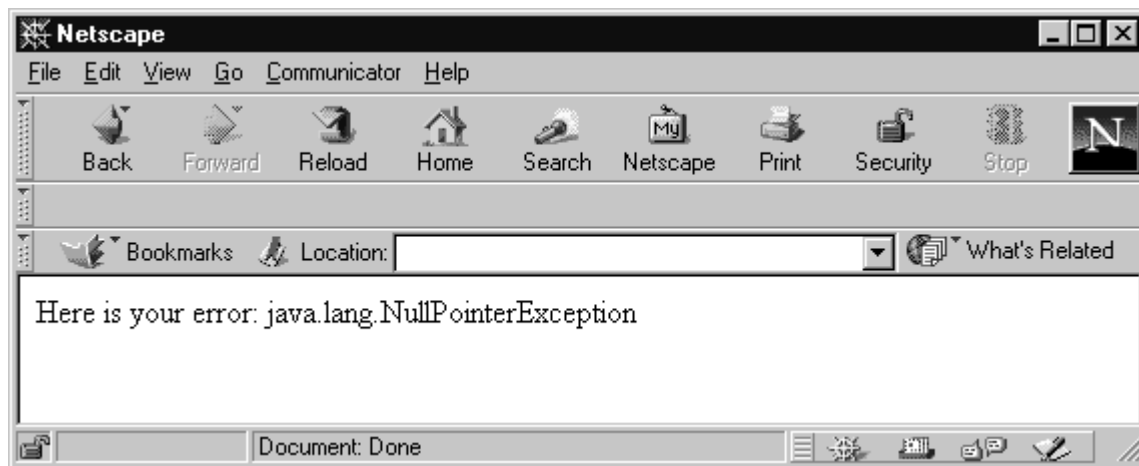 Netscape
File Edit View Go Communicator Help
My
N
Back Forward Reload Home Search Netscape Print Security Stop
Bookmarks Location: What's Related
Here is your error: java.lang.NullPointerException
Document: Done